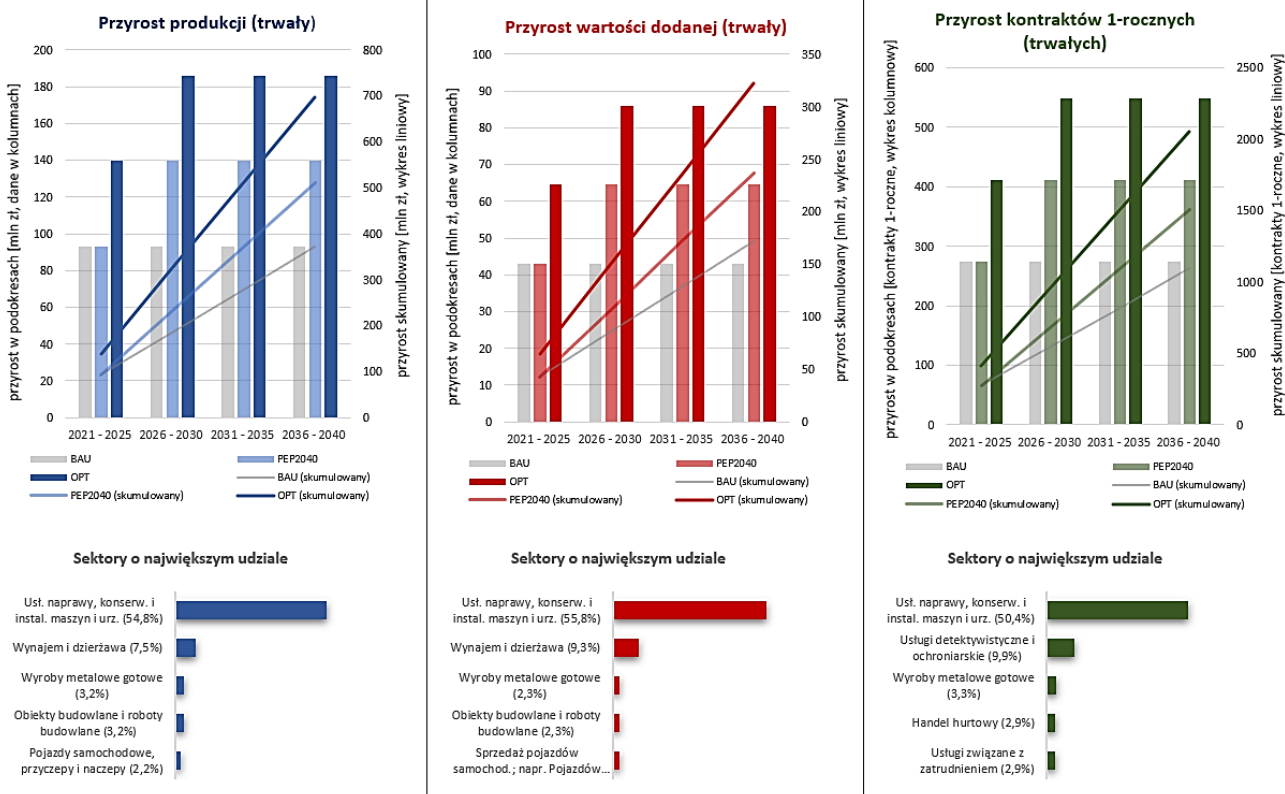 Przyrost produkcji (trwały)
przyrost w podokresach [mln zł, dane w kolumnach]
200
180
160
140
120
100
80
60
40
20
0
800
700
600
500
400
300
200
100
0
przyrost skumulowany [mln zł, wykres liniowy]
2021 - 2025 2026 - 2030 2031 - 2035 2036 - 2040
BAU PEP2040
OPT BAU (skumulowany)
PEP2040 (skumulowany) OPT (skumulowany)
Sektory o największym udziale
Usł. naprawy, konserw. i
instal. maszyn i urz. (54,8%)
Wynajem i dzierżawa (7,5%)
Wyroby metalowe gotowe
(3,2%)
Obiekty budowlane i roboty
budowlane (3,2%)
Pojazdy samochodowe,
przyczepy i naczepy (2,2%)
Przyrost wartości dodanej (trwały)
przyrost w podokresach [mln zł, dane w kolumnach]
100
90
80
70
60
50
40
30
20
10
0
350
300
250
200
150
100
50
0
przyrost skumulowany [mln zł, wykres liniowy]
2021 - 2025 2026 - 2030 2031 - 2035 2036 - 2040
BAU PEP2040
OPT BAU (skumulowany)
PEP2040 (skumulowany) OPT (skumulowany)
Sektory o największym udziale
Usł. naprawy, konserw. i
instal. maszyn i urz. (55,8%)
Wynajem i dzierżawa (9,3%)
Wyroby metalowe gotowe
(2,3%)
Obiekty budowlane i roboty
budowlane (2,3%)
Sprzedaż pojazdów
samochod.; napr. Pojazdów...
Przyrost kontraktów 1-rocznych
(trwałych)
przyrost w podokresach [kontrakty 1-roczne, wykres kolumnowy]
600
500
400
300
200
100
0
2500
2000
1500
1000
500
0
przyrost skumulowany [kontrakty 1-roczne, wykres liniowy]
2021 - 2025 2026 - 2030 2031 - 2035 2036 - 2040
BAU PEP2040
OPT BAU (skumulowany)
PEP2040 (skumulowany) OPT (skumulowany)
Sektory o największym udziale
Usł. naprawy, konserw. i
instal. maszyn i urz. (50,4%)
Usługi detektywistyczne i
ochroniarskie (9,9%)
Wyroby metalowe gotowe
(3,3%)
Handel hurtowy (2,9%)
Usługi związane z
zatrudnieniem (2,9%)